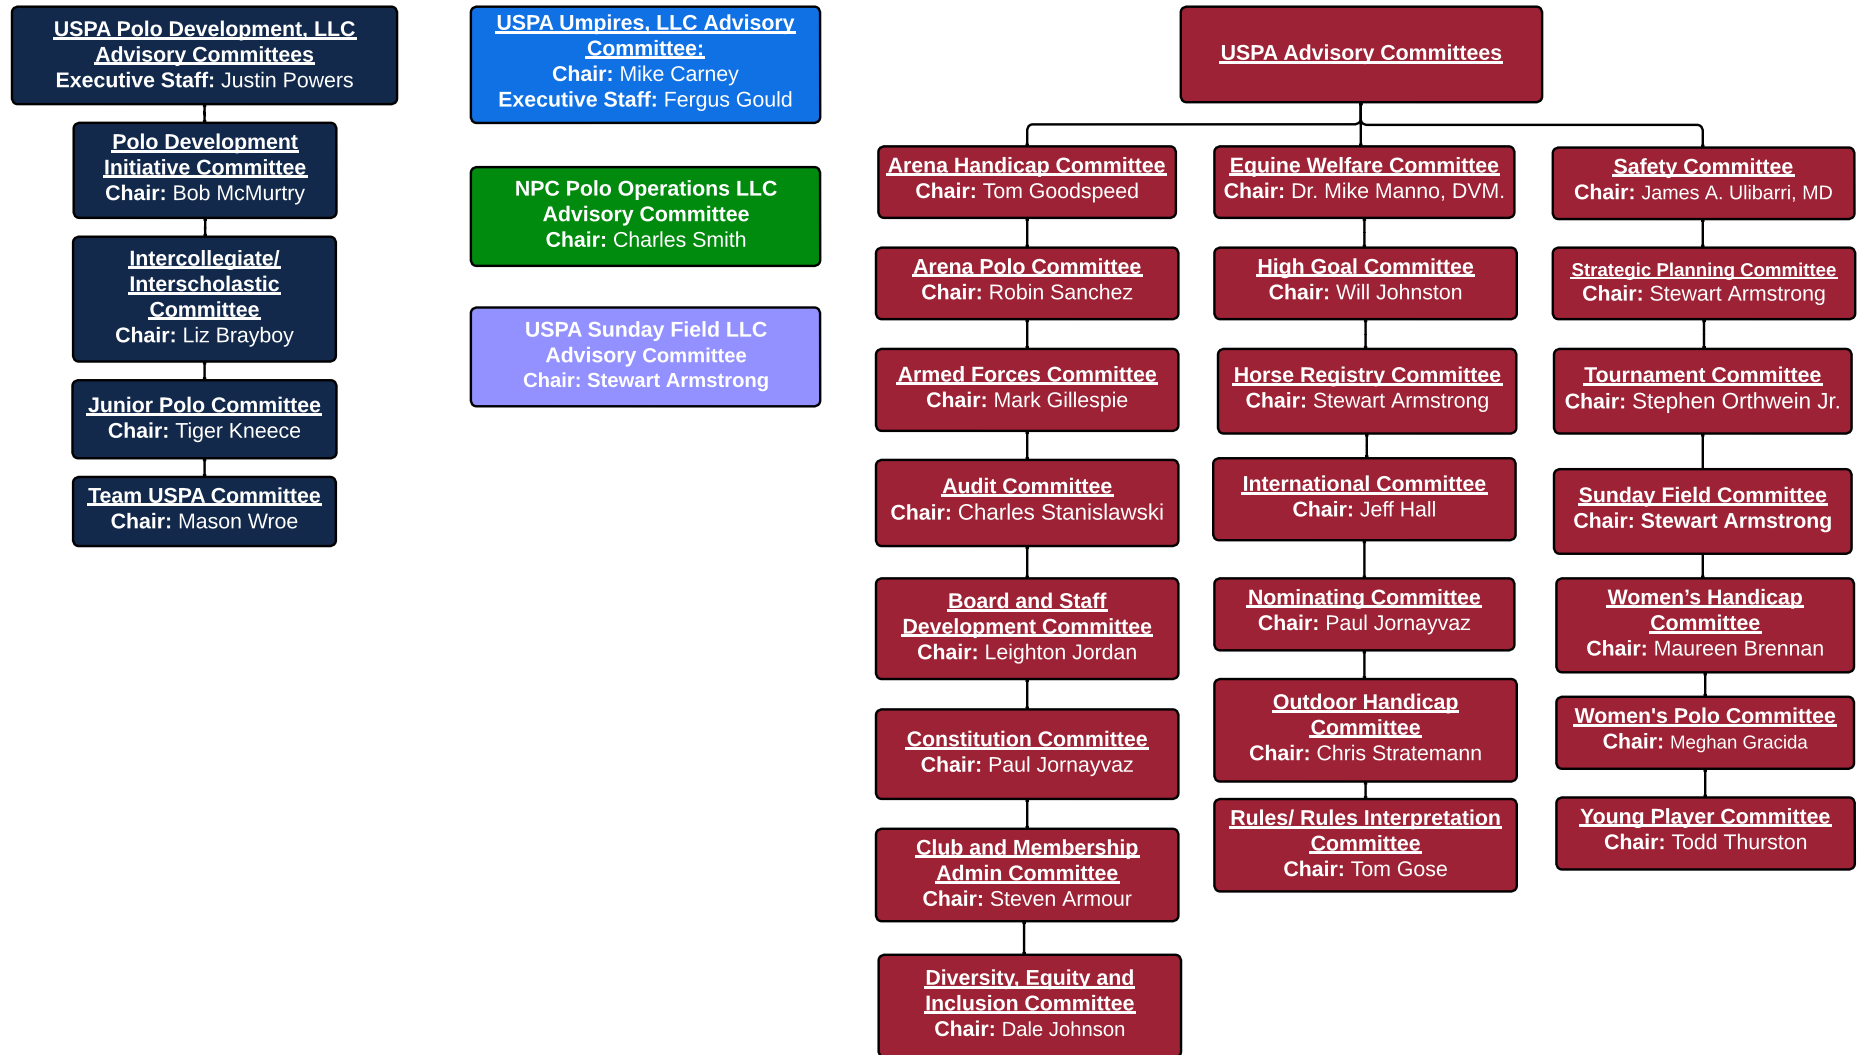 USPA Polo Development, LLC
Advisory Committees
Executive Staff: Justin Powers
Polo Development
Initiative Committee
Chair: Bob McMurtry
Intercollegiate/
Interscholastic
Committee
Chair: Liz Brayboy
Junior Polo Committee
Chair: Tiger Kneece
Team USPA Committee
Chair: Mason Wroe
USPA Umpires, LLC Advisory
Committee:
Chair: Mike Carney
Executive Staff: Fergus Gould
NPC Polo Operations LLC
Advisory Committee
Chair: Charles Smith
USPA Sunday Field LLC
Advisory Committee
Chair: Stewart Armstrong
USPA Advisory Committees
Arena Handicap Committee
Chair: Tom Goodspeed
Arena Polo Committee
Chair: Robin Sanchez
Armed Forces Committee
Chair: Mark Gillespie
Audit Committee
Chair: Charles Stanislawski
Board and Staff
Development Committee
Chair: Leighton Jordan
Constitution Committee
Chair: Paul Jornayvaz
Club and Membership
Admin Committee
Chair: Steven Armour
Diversity, Equity and
Inclusion Committee
Chair: Dale Johnson
Equine Welfare Committee
Chair: Dr. Mike Manno, DVM.
High Goal Committee
Chair: Will Johnston
Horse Registry Committee
Chair: Stewart Armstrong
International Committee
Chair: Jeff Hall
Nominating Committee
Chair: Paul Jornayvaz
Outdoor Handicap
Committee
Chair: Chris Stratemann
Rules/ Rules Interpretation
Committee
Chair: Tom Gose
Safety Committee
Chair: James A. Ulibarri, MD
Strategic Planning Committee
Chair: Stewart Armstrong
Tournament Committee
Chair: Stephen Orthwein Jr.
Sunday Field Committee
Chair: Stewart Armstrong
Women’s Handicap
Committee
Chair: Maureen Brennan
Women's Polo Committee
Chair: Meghan Gracida
Young Player Committee
Chair: Todd Thurston